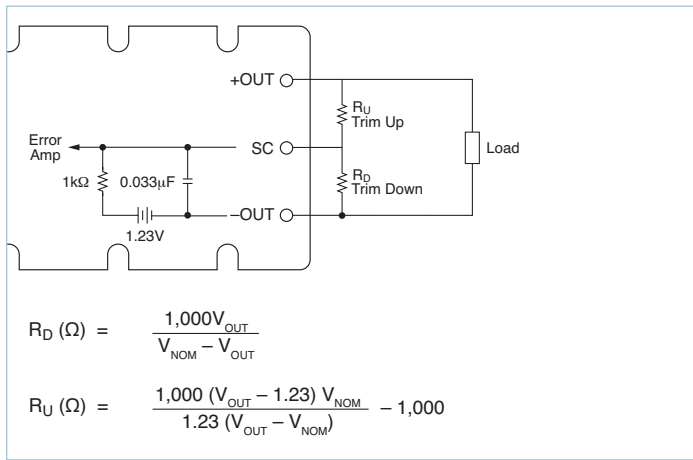 +OUT
R_U
Trim Up
Error
Amp
SC
Load
1kΩ
0.033μF
R_D
Trim Down
–OUT
1.23V
R_D (Ω) = 1,000V_OUT / V_NOM – V_OUT
R_U (Ω) = 1,000 (V_OUT – 1.23) V_NOM / 1.23 (V_OUT – V_NOM) – 1,000